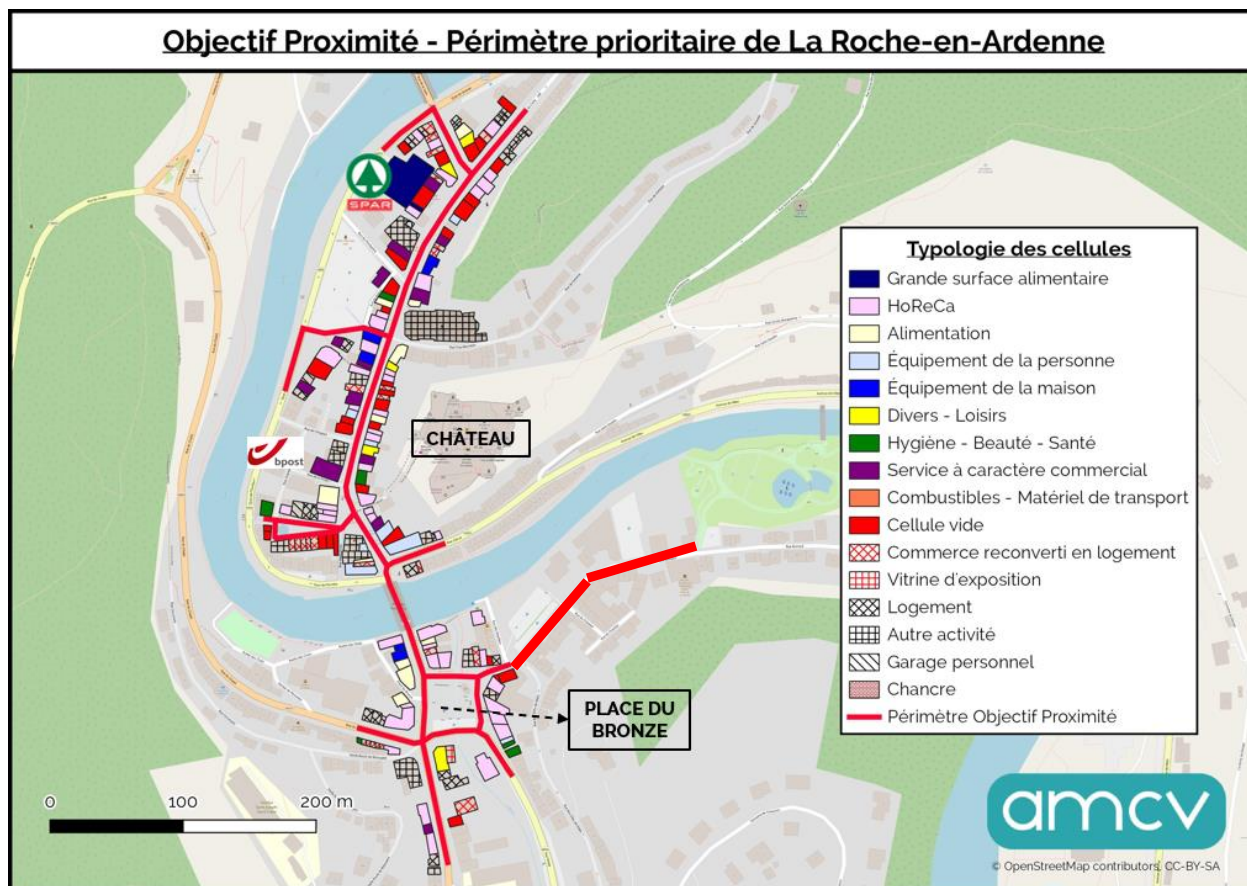 Objectif Proximité - Périmètre prioritaire de La Roche-en-Ardenne
SPAR
bpost
CHÂTEAU
PLACE DU
BRONZE
Typologie des cellules
Grande surface alimentaire
HoReCa
Alimentation
Équipement de la personne
Équipement de la maison
Divers - Loisirs
Hygiène - Beauté - Santé
Service à caractère commercial
Combustibles - Matériel de transport
Cellule vide
Commerce reconverti en logement
Vitrine d'exposition
Logement
Autre activité
Garage personnel
Chancre
Périmètre Objectif Proximité
0 100 200 m
amcv
© OpenStreetMap contributors, CC-BY-SA